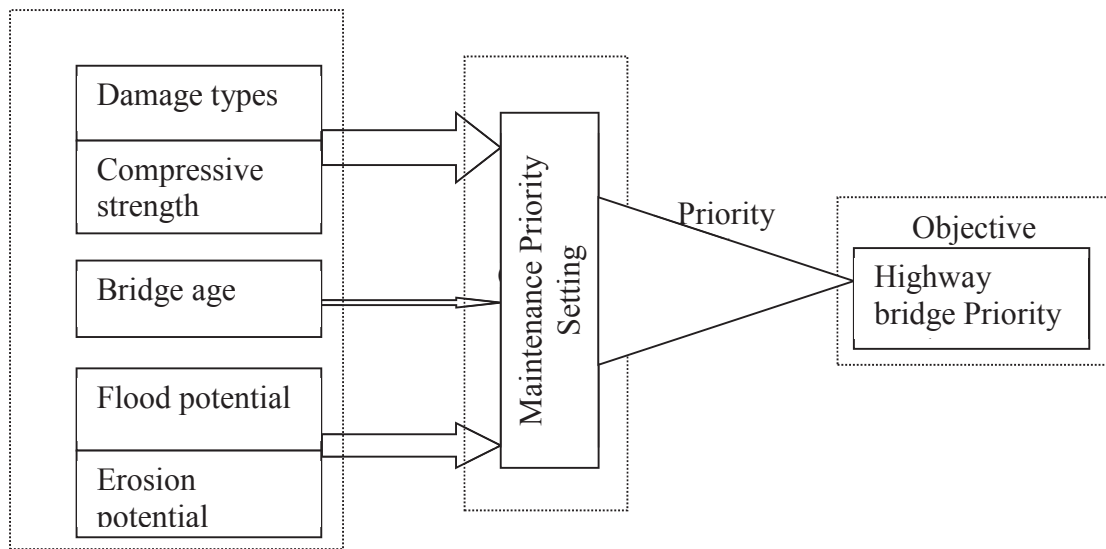 Damage types
Compressive
strength
Bridge age
Flood potential
Erosion
potential
Maintenance Priority
Setting
Priority
Objective
Highway
bridge Priority